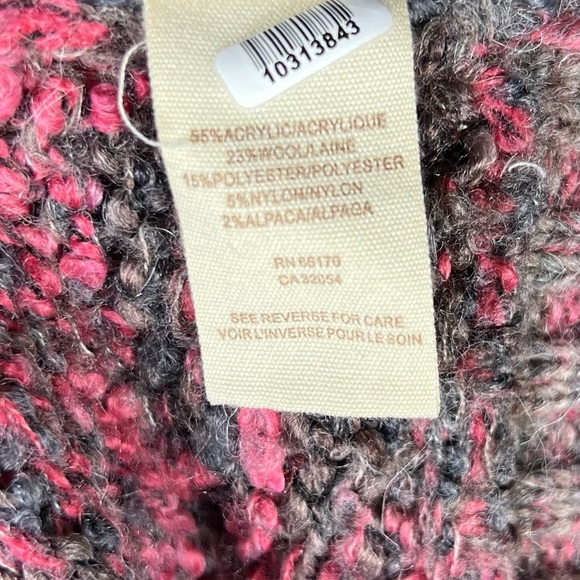 10313843
55%ACRYLIC/ACRYLIQUE
23%WOOL/LAINE
15%POLYESTER/POLYESTER
5%NYLON/NYLON
2%ALPACA/ALPAGA
RN 66170
CA 32054
SEE REVERSE FOR CARE
VOIR L'INVERSE POUR LE SOIN